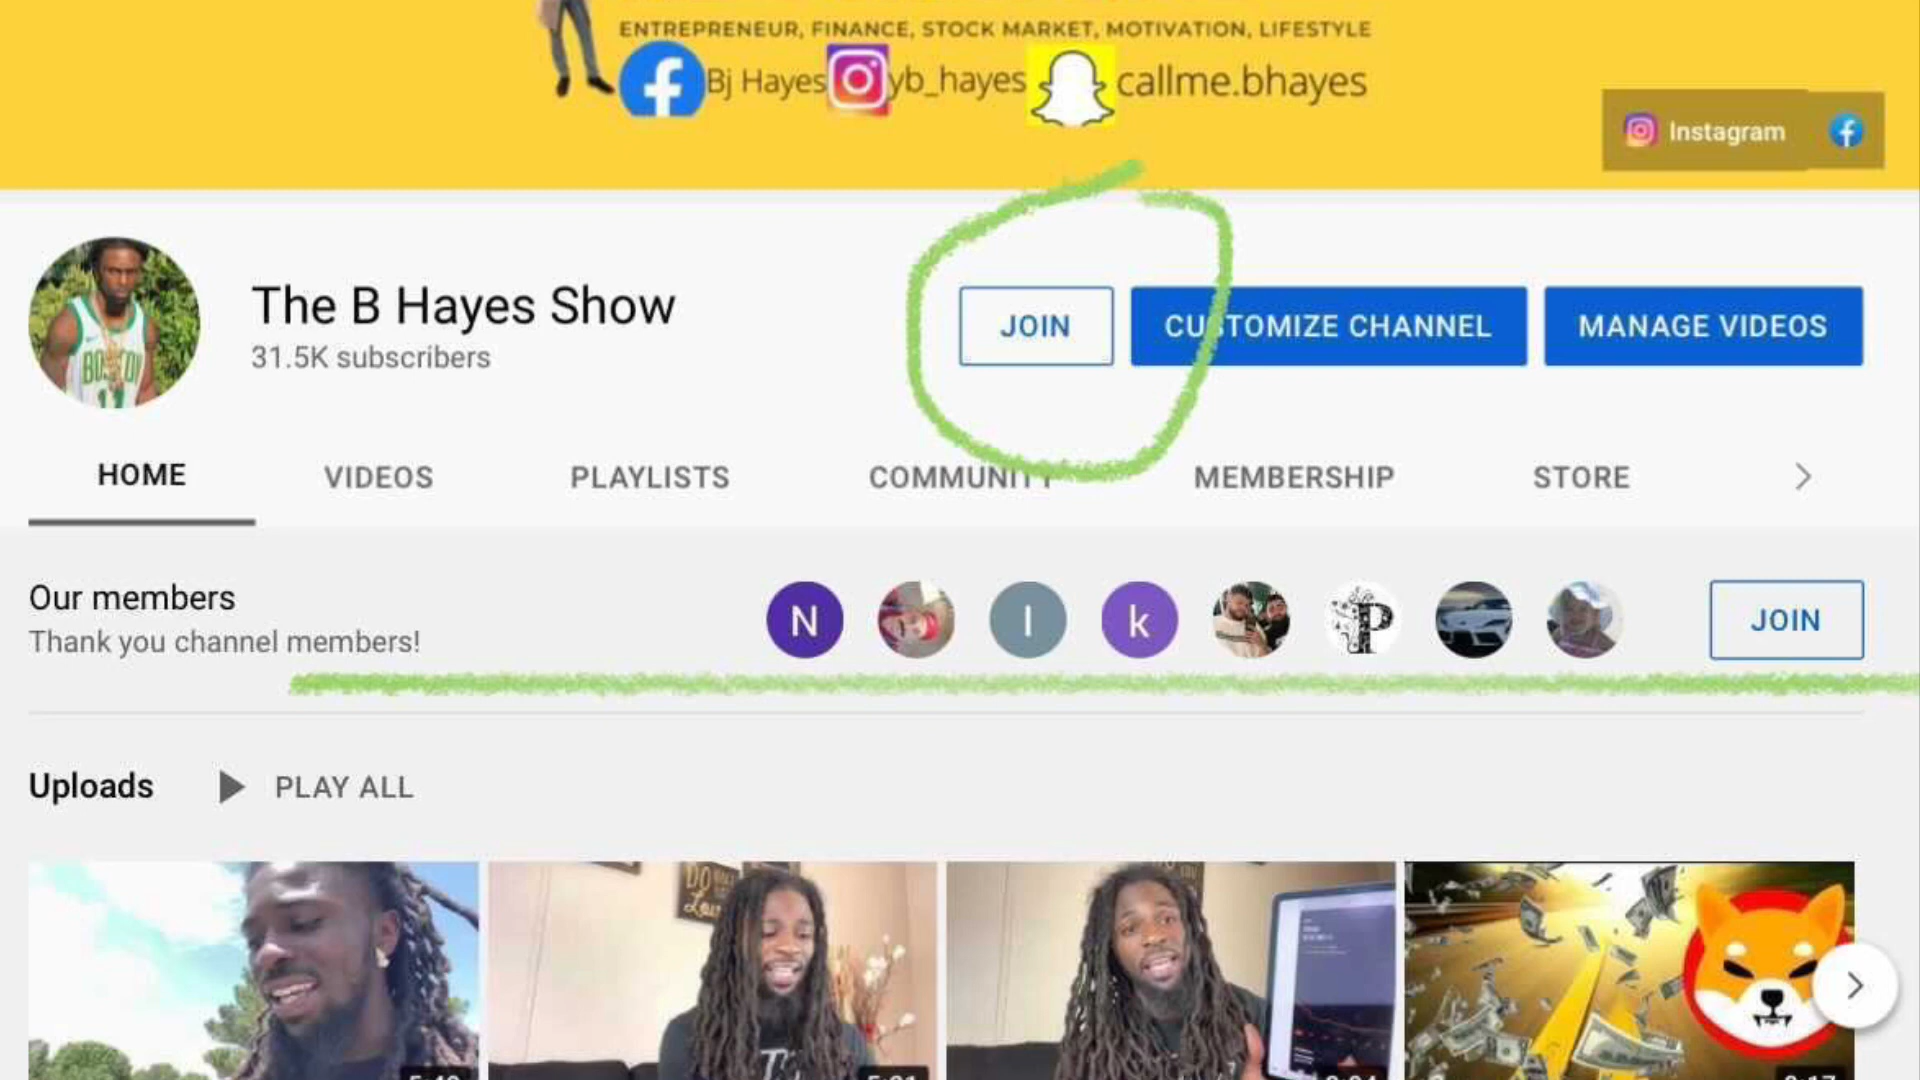 ENTREPRENEUR, FINANCE, STOCK MARKET, MOTIVATION, LIFESTYLE
Bj Hayes yb_hayes callme.bhayes
Instagram
The B Hayes Show
31.5K subscribers
JOIN
CUSTOMIZE CHANNEL
MANAGE VIDEOS
HOME
VIDEOS
PLAYLISTS
COMMUNITY
MEMBERSHIP
STORE
Our members
Thank you channel members!
N
I
k
P
JOIN
Uploads
PLAY ALL
DO